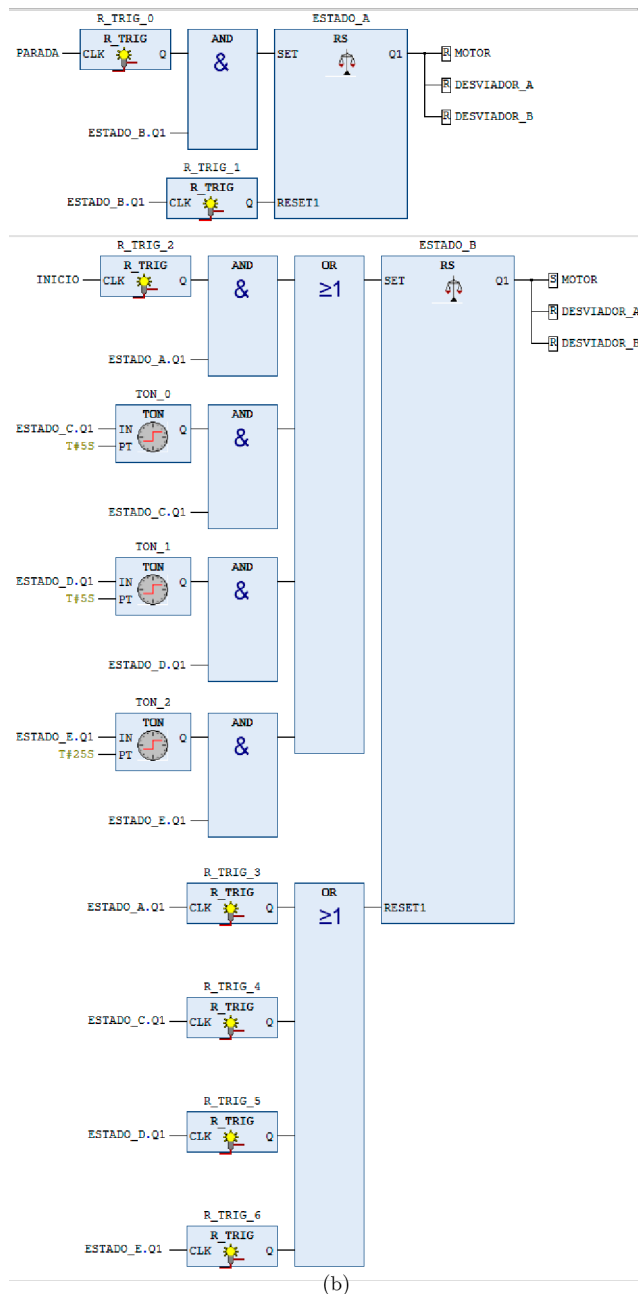 R_TRIG_0 ESTADO_A
R_TRIG AND RS
PARADA CLK Q & SET Q1 R MOTOR
R DESVIADOR_A
R DESVIADOR_B
ESTADO_B.Q1
R_TRIG_1
R_TRIG
ESTADO_B.Q1 CLK Q RESET1
R_TRIG_2 ESTADO_B
R_TRIG AND OR RS
INICIO CLK Q & ≥1 SET Q1 S MOTOR
R DESVIADOR_A
R DESVIADOR_B
ESTADO_A.Q1
TON_0
TON AND
ESTADO_C.Q1 IN Q &
T#5S PT
ESTADO_C.Q1
TON_1
TON AND
ESTADO_D.Q1 IN Q &
T#5S PT
ESTADO_D.Q1
TON_2
TON AND
ESTADO_E.Q1 IN Q &
T#25S PT
ESTADO_E.Q1
R_TRIG_3
R_TRIG OR
ESTADO_A.Q1 CLK Q ≥1 RESET1
R_TRIG_4
R_TRIG
ESTADO_C.Q1 CLK Q
R_TRIG_5
R_TRIG
ESTADO_D.Q1 CLK Q
R_TRIG_6
R_TRIG
ESTADO_E.Q1 CLK Q
(b)